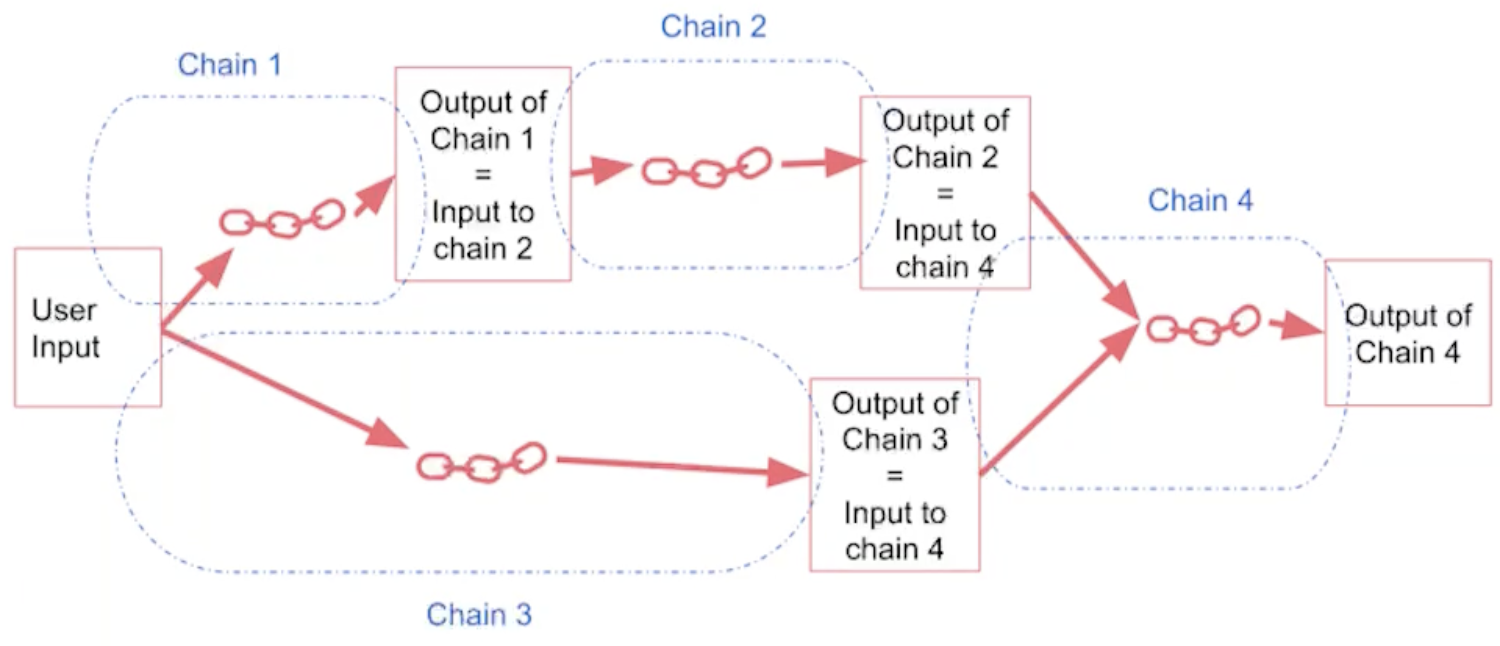 Chain 2
Chain 1
Output of
Chain 1
=
Input to
chain 2
Output of
Chain 2
=
Input to
chain 4
Chain 4
User
Input
Output of
Chain 4
Output of
Chain 3
=
Input to
chain 4
Chain 3